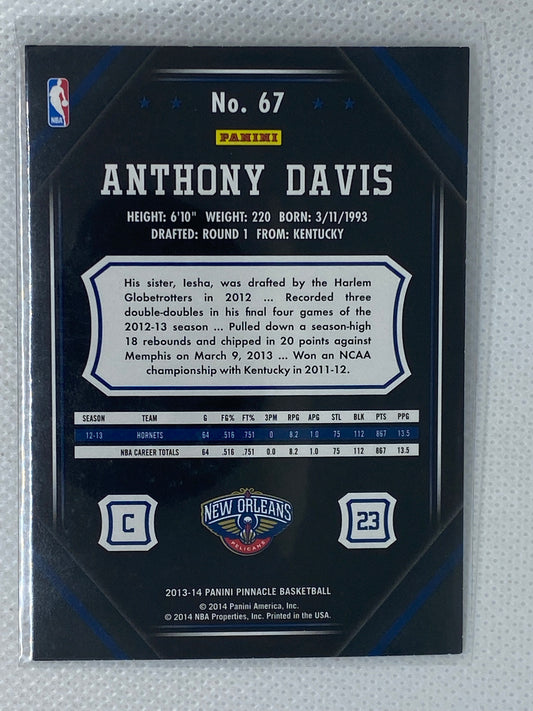 NBA
No. 67
PANINI
ANTHONY DAVIS
HEIGHT: 6'10" WEIGHT: 220 BORN: 3/11/1993
DRAFTED: ROUND 1 FROM: KENTUCKY
His sister, Iesha, was drafted by the Harlem
Globetrotters in 2012 ... Recorded three
double-doubles in his final four games of the
2012-13 season ... Pulled down a season-high
18 rebounds and chipped in 20 points against
Memphis on March 9, 2013 ... Won an NCAA
championship with Kentucky in 2011-12.
SEASON TEAM G FG% FT% 3PM RPG APG STL BLK PTS PPG
12-13 HORNETS 64 .516 .751 0 8.2 1.0 75 112 867 13.5
NBA CAREER TOTALS 64 .516 .751 0.0 8.2 1.0 75 112 867 13.5
C
NEW ORLEANS
PELICANS
23
2013-14 PANINI PINNACLE BASKETBALL
© 2014 Panini America, Inc.
© 2014 NBA Properties, Inc. Printed in the USA.